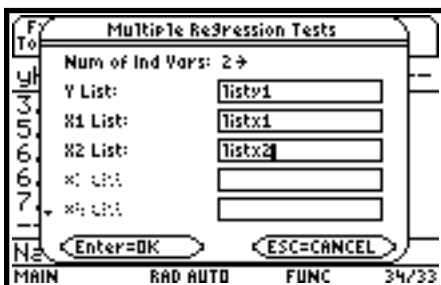 Multiple Regression Tests
Num of Ind Vars: 2→
Y List: listy1
X1 List: listx1
X2 List: listx2
<Enter=OK > <ESC=CANCEL>
MAIN RAD AUTO FUNC 34/33